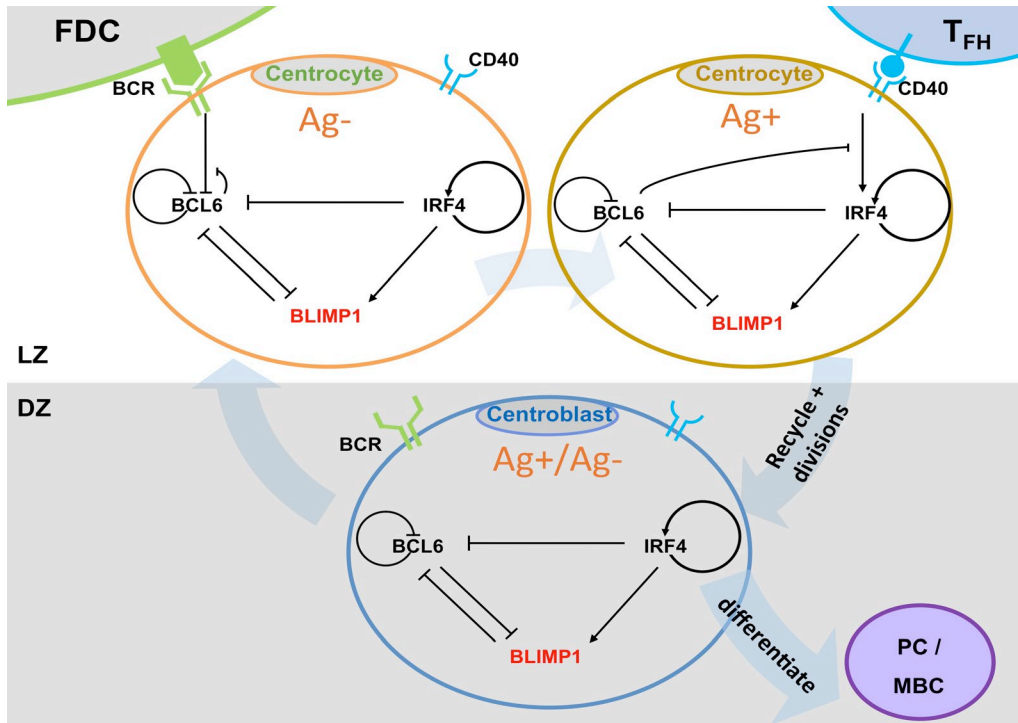 FDC
T_FH
BCR
Centrocyte
CD40
Ag-
BCL6
IRF4
BLIMP1
Centrocyte
CD40
Ag+
BCL6
IRF4
BLIMP1
LZ
DZ
Recycle +
divisions
Centroblast
BCR
Ag+/Ag-
BCL6
IRF4
BLIMP1
differentiate
PC /
MBC